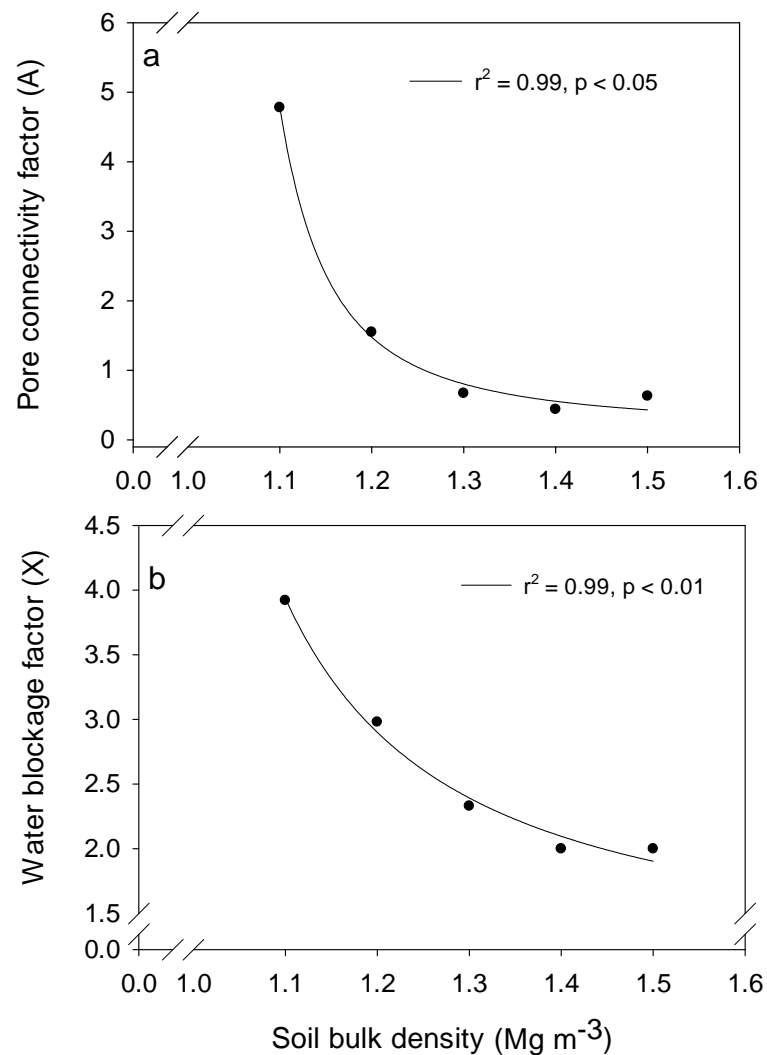 6
a
r² = 0.99, p < 0.05
5
4
3
2
1
0
Pore connectivity factor (A)
0.0 1.0 1.1 1.2 1.3 1.4 1.5 1.6
4.5
b
r² = 0.99, p < 0.01
4.0
3.5
3.0
2.5
2.0
1.5
0.0
Water blockage factor (X)
0.0 1.0 1.1 1.2 1.3 1.4 1.5 1.6
Soil bulk density (Mg m⁻³)